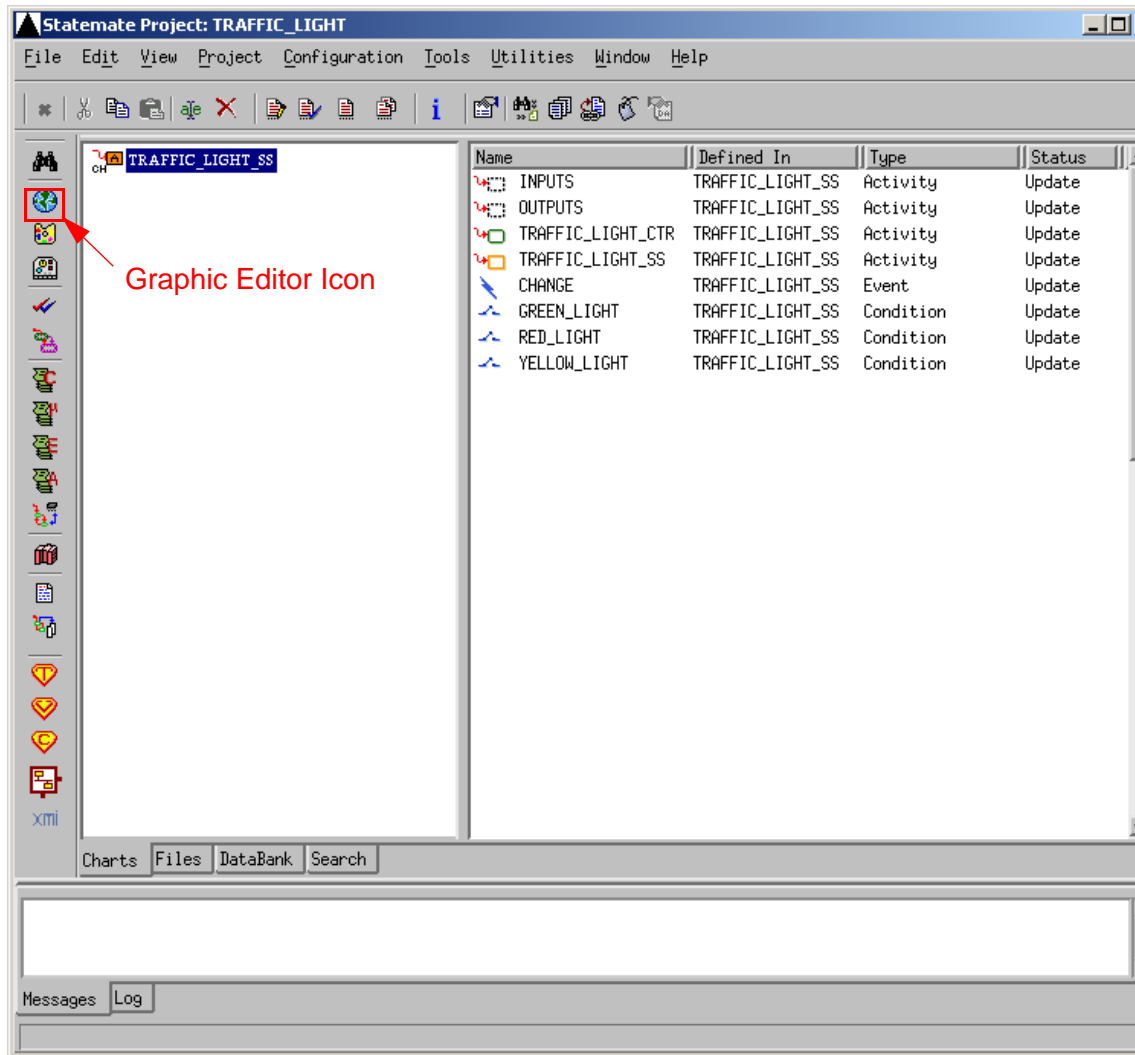 Statemate Project: TRAFFIC_LIGHT
File Edit View Project Configuration Tools Utilities Window Help
i
CH A TRAFFIC_LIGHT_SS
Name Defined In Type Status
INPUTS TRAFFIC_LIGHT_SS Activity Update
OUTPUTS TRAFFIC_LIGHT_SS Activity Update
TRAFFIC_LIGHT_CTR TRAFFIC_LIGHT_SS Activity Update
TRAFFIC_LIGHT_SS TRAFFIC_LIGHT_SS Activity Update
CHANGE TRAFFIC_LIGHT_SS Event Update
GREEN_LIGHT TRAFFIC_LIGHT_SS Condition Update
RED_LIGHT TRAFFIC_LIGHT_SS Condition Update
YELLOW_LIGHT TRAFFIC_LIGHT_SS Condition Update
Graphic Editor Icon
xmi
Charts Files DataBank Search
Messages Log